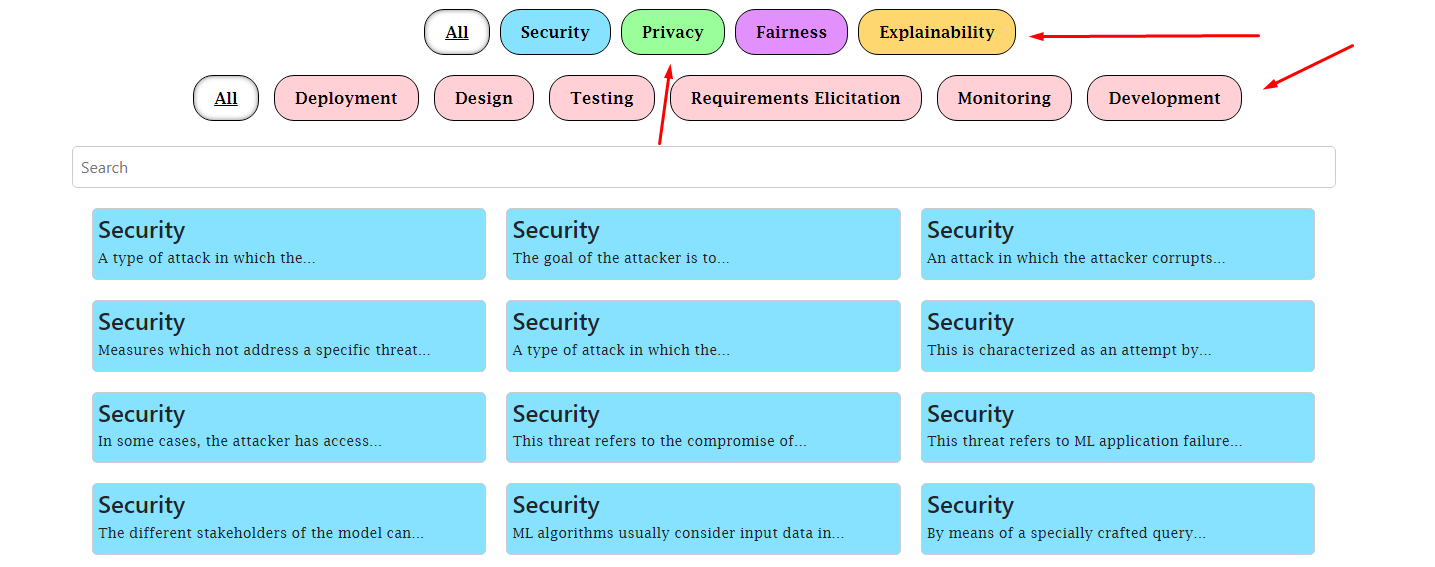 All Security Privacy Fairness Explainability
All Deployment Design Testing Requirements Elicitation Monitoring Development
Search
Security Security Security
A type of attack in which the... The goal of the attacker is to... An attack in which the attacker corrupts...
Security Security Security
Measures which not address a specific threat... A type of attack in which the... This is characterized as an attempt by...
Security Security Security
In some cases, the attacker has access... This threat refers to the compromise of... This threat refers to ML application failure...
Security Security Security
The different stakeholders of the model can... ML algorithms usually consider input data in... By means of a specially crafted query...